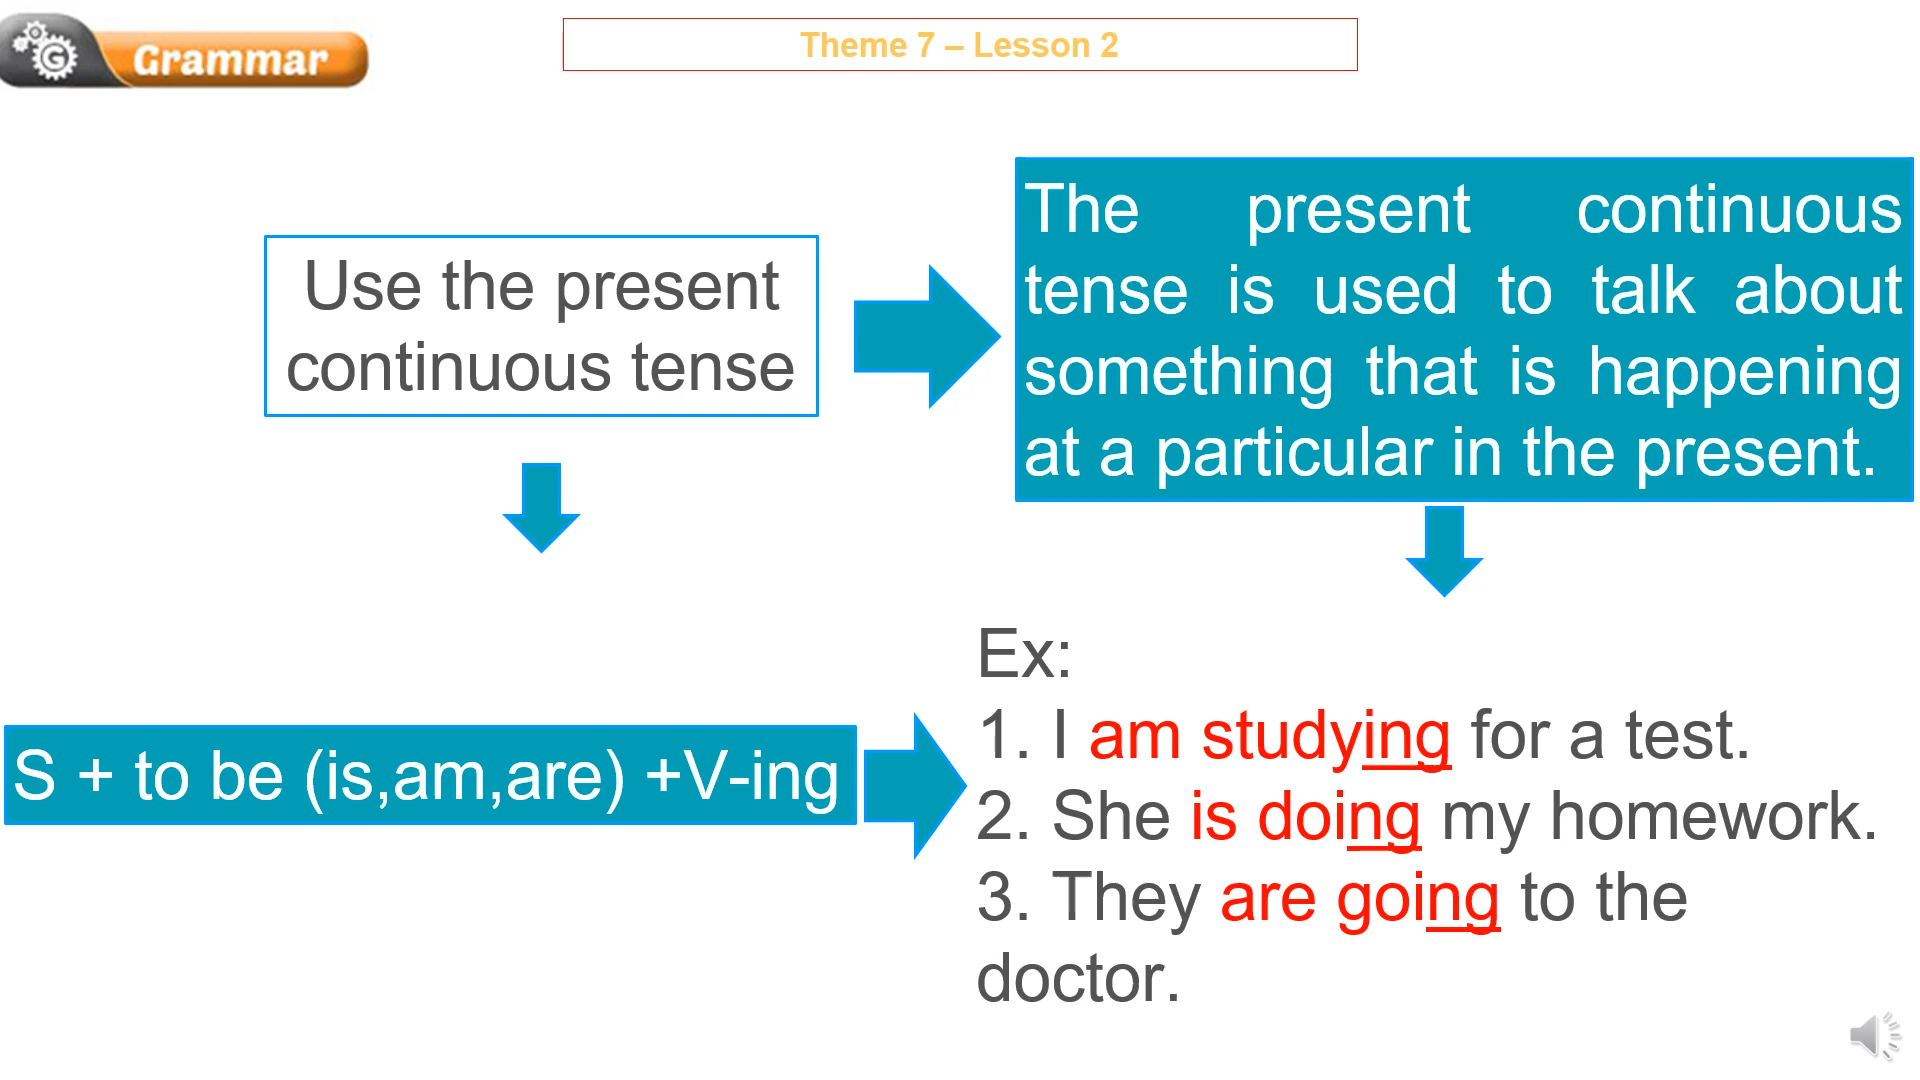 G Grammar
Theme 7 – Lesson 2
Use the present
continuous tense
The present continuous
tense is used to talk about
something that is happening
at a particular in the present.
S + to be (is,am,are) +V-ing
Ex:
1. I am studying for a test.
2. She is doing my homework.
3. They are going to the
doctor.